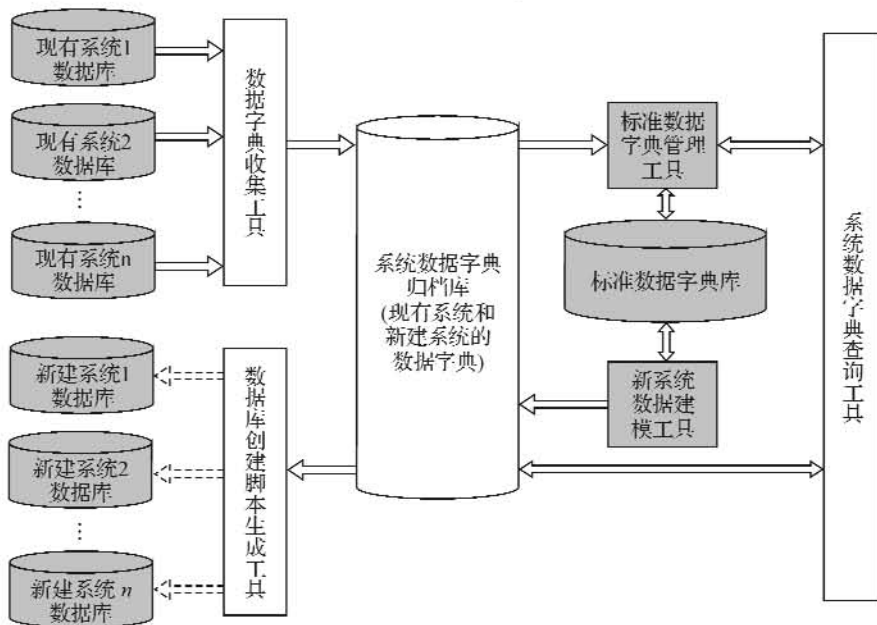 现有系统1
数据库
现有系统2
数据库
现有系统n
数据库
数据字典收集工具
新建系统1
数据库
新建系统2
数据库
新建系统 n
数据库
数据库创建脚本生成工具
系统数据字典
归档库
(现有系统和
新建系统的
数据字典)
标准数据
字典管理
工具
标准数据字典库
新系统
数据建
模工具
系统数据字典查询工具